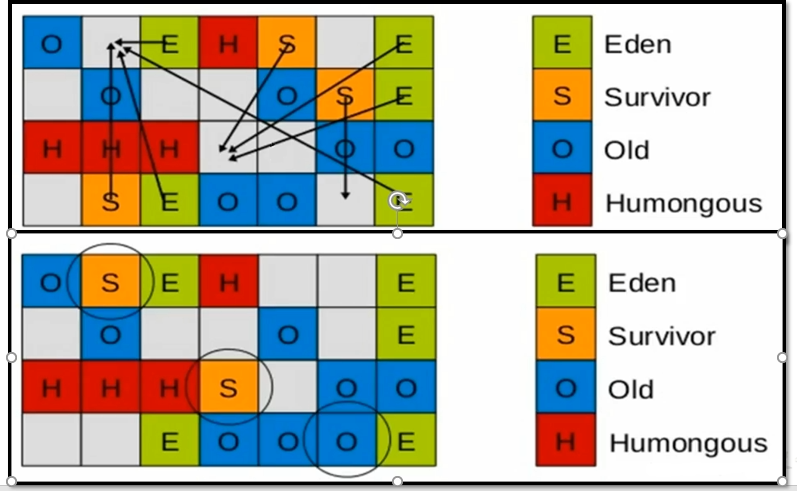 O E H S E E Eden
O O S E S Survivor
H H H O O O Old
S E O O E H Humongous
O S E H E E Eden
O O E S Survivor
H H H S O O O Old
E O O O E H Humongous